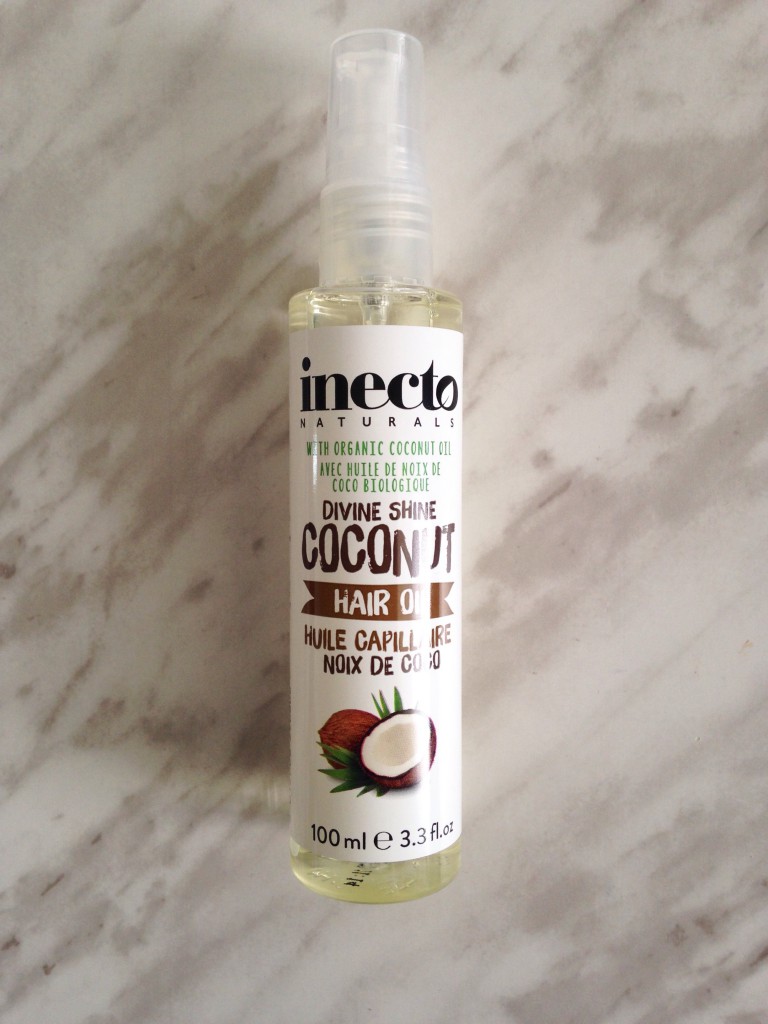 inecto
NATURALS
WITH ORGANIC COCONUT OIL
AVEC HUILE DE NOIX DE
COCO BIOLOGIQUE
DIVINE SHINE
COCONUT
HAIR OIL
HUILE CAPILLAIRE
NOIX DE COCO
100 ml ℮ 3.3 fl.oz